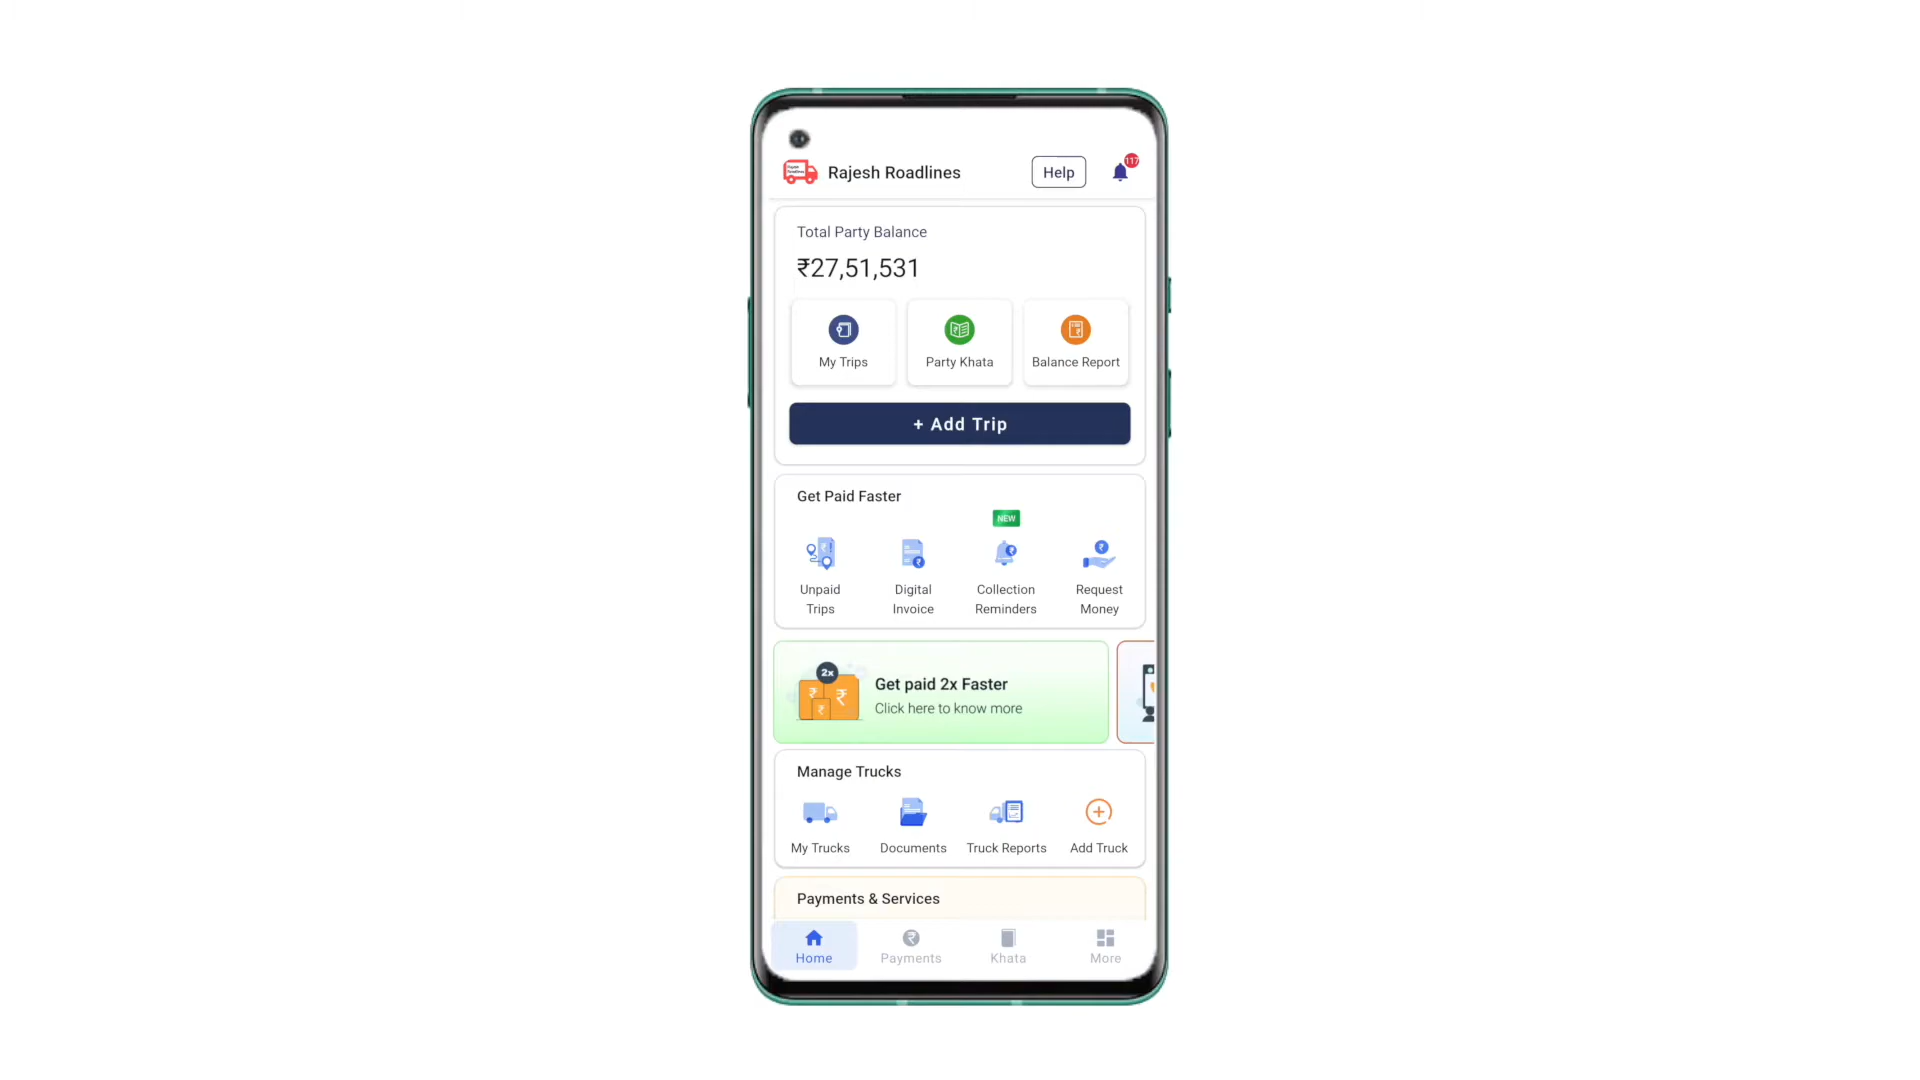 Rajesh Roadlines
Help
117
Total Party Balance
₹27,51,531
My Trips
Party Khata
Balance Report
+ Add Trip
Get Paid Faster
NEW
Unpaid
Trips
Digital
Invoice
Collection
Reminders
Request
Money
2x
Get paid 2x Faster
Click here to know more
Manage Trucks
My Trucks
Documents
Truck Reports
Add Truck
Payments & Services
Home
Payments
Khata
More